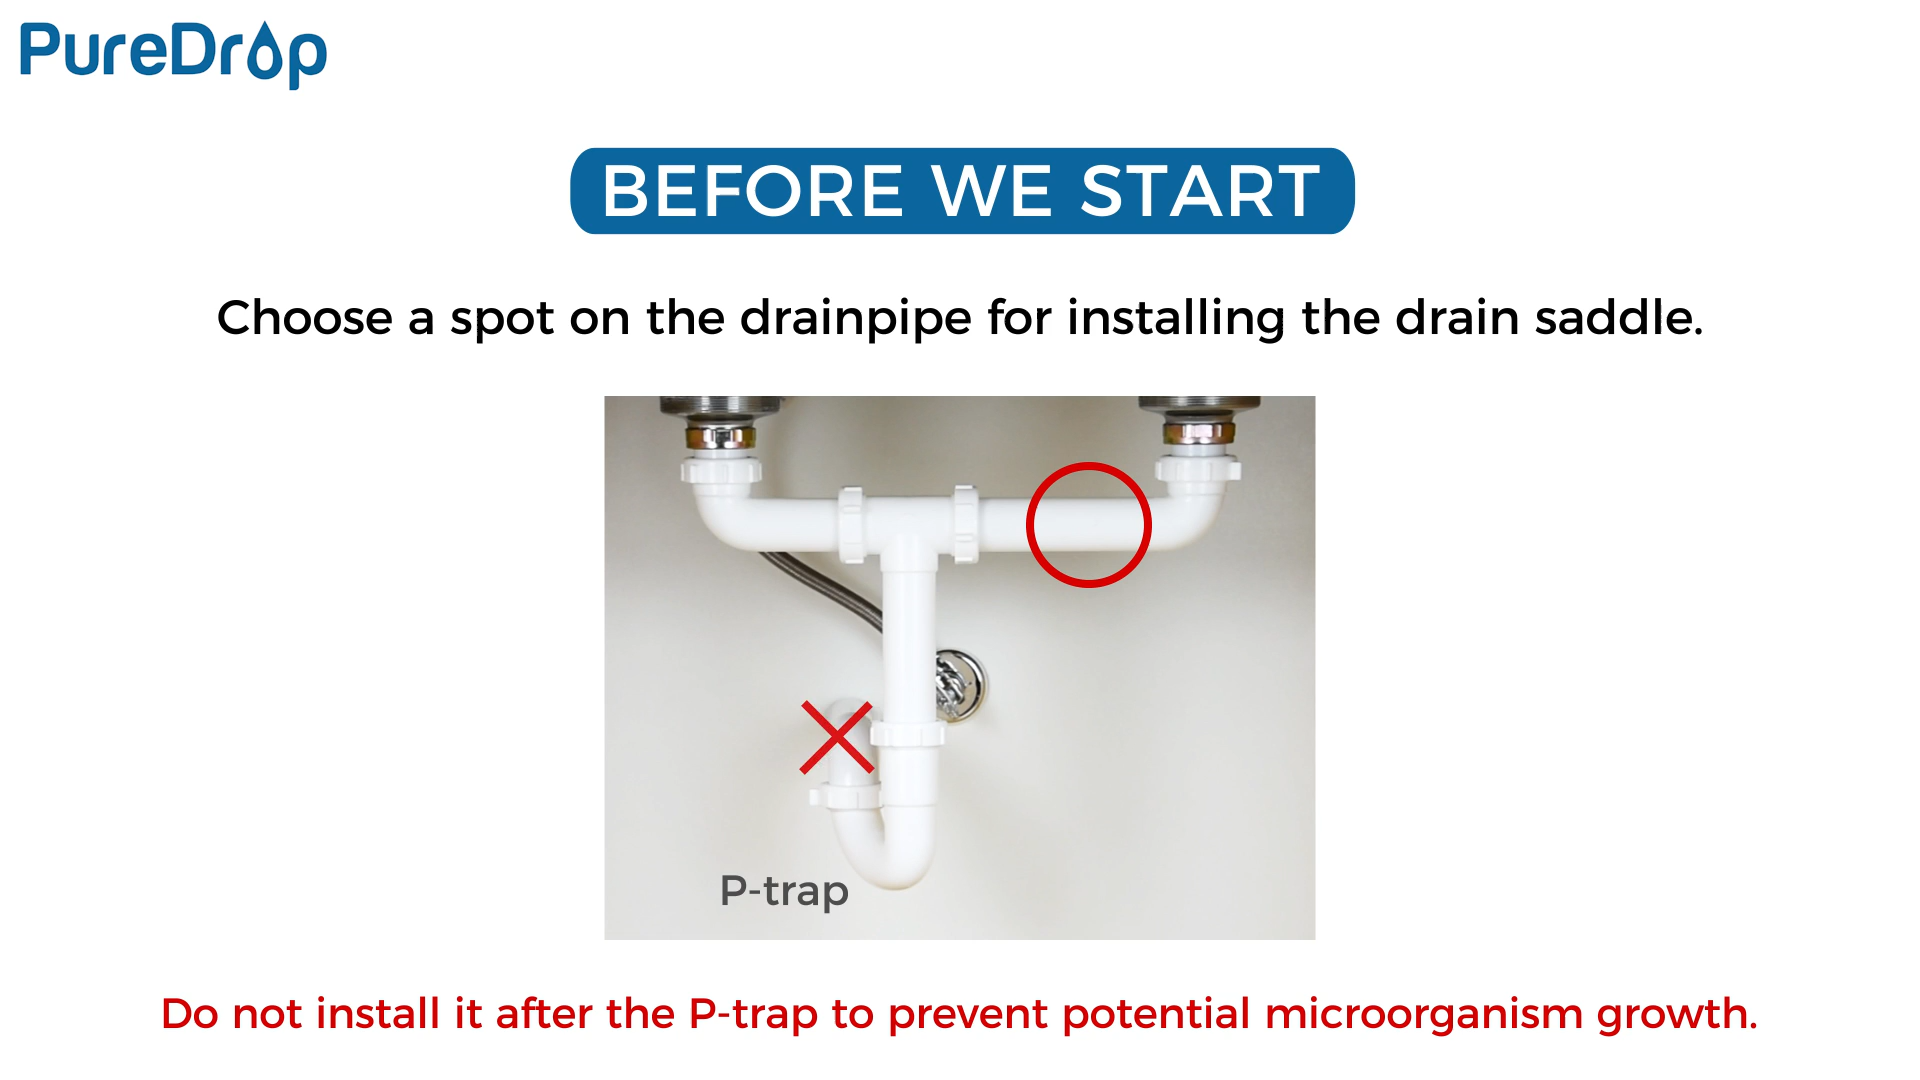 PureDrop
BEFORE WE START
Choose a spot on the drainpipe for installing the drain saddle.
P-trap
Do not install it after the P-trap to prevent potential microorganism growth.